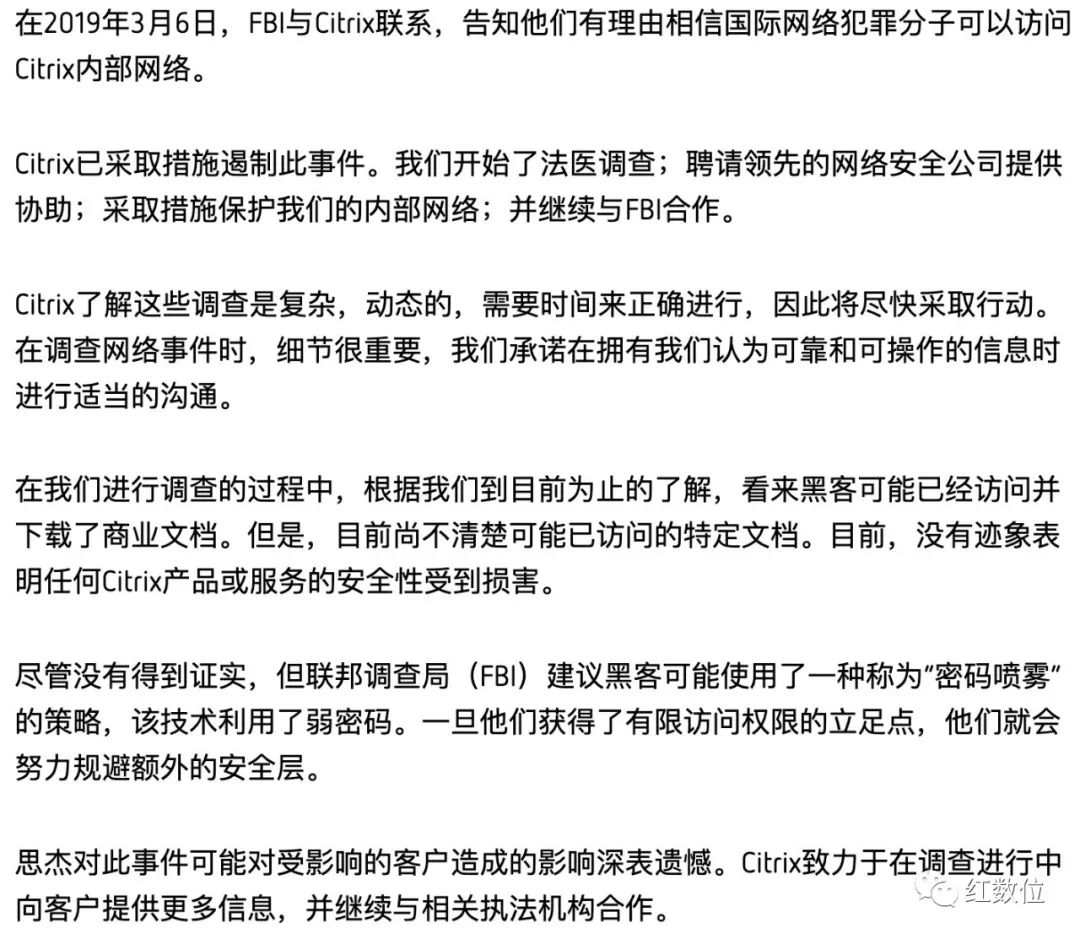 在2019年3月6日，FBI与Citrix联系，告知他们有理由相信国际网络犯罪分子可以访问
Citrix内部网络。
Citrix已采取措施遏制此事件。我们开始了法医调查；聘请领先的网络安全公司提供
协助；采取措施保护我们的内部网络；并继续与FBI合作。
Citrix了解这些调查是复杂，动态的，需要时间来正确进行，因此将尽快采取行动。
在调查网络事件时，细节很重要，我们承诺在拥有我们认为可靠和可操作的信息时
进行适当的沟通。
在我们进行调查的过程中，根据我们到目前为止的了解，看来黑客可能已经访问并
下载了商业文档。但是，目前尚不清楚可能已访问的特定文档。目前，没有迹象表
明任何Citrix产品或服务的安全性受到损害。
尽管没有得到证实，但联邦调查局（FBI）建议黑客可能使用了一种称为"密码喷雾"
的策略，该技术利用了弱密码。一旦他们获得了有限访问权限的立足点，他们就会
努力规避额外的安全层。
思杰对此事件可能对受影响的客户造成的影响深表遗憾。Citrix致力于在调查进行中
向客户提供更多信息，并继续与相关执法机构合作。
红数位